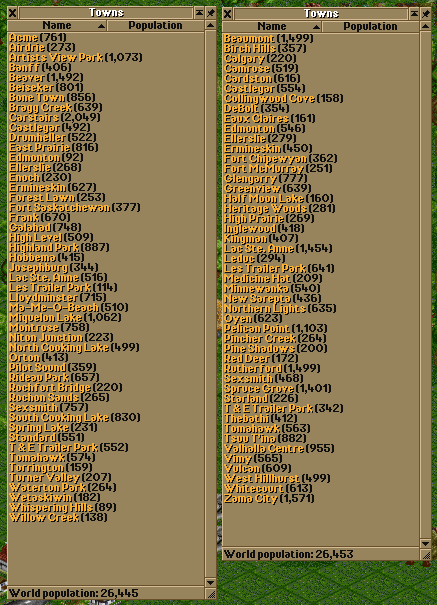 Towns
Name Population
Acme (761)
Airdrie (273)
Artists View Park (1,073)
Banff (406)
Beaver (1,492)
Beiseker (801)
Bone Town (856)
Bragg Creek (639)
Carstairs (2,049)
Castlegar (492)
Drumheller (522)
East Prairie (816)
Edmonton (92)
Ellerslie (268)
Enoch (230)
Ermineskin (627)
Forest Lawn (253)
Fort Saskatchewan (377)
Frank (670)
Galahad (748)
High Level (509)
Highland Park (887)
Hobbema (415)
Josephburg (344)
Lac Ste. Anne (516)
Les Trailer Park (114)
Lloydminster (715)
Ma-Me-O-Beach (510)
Miquelon Lake (1,062)
Montrose (758)
Niton Junction (223)
North Cooking Lake (499)
Orton (413)
Pilot Sound (359)
Rideau Park (657)
Rochfort Bridge (220)
Rochon Sands (265)
Sexsmith (757)
South Cooking Lake (830)
Spring Lake (231)
Standard (551)
T & E Trailer Park (552)
Tomahawk (574)
Torrington (159)
Turner Valley (207)
Waterton Park (264)
Wetaskiwin (182)
Whispering Hills (89)
Willow Creek (138)
World population: 26,445
Towns
Name Population
Beaumont (1,499)
Birch Hills (357)
Calgary (220)
Camrose (519)
Cardston (616)
Castlegar (554)
Collingwood Cove (158)
DeBolt (354)
Eaux Claires (161)
Edmonton (546)
Ellerslie (279)
Ermineskin (450)
Fort Chipewyan (362)
Fort McMurray (251)
Glengarry (777)
Greenview (639)
Half Moon Lake (160)
Heritage Woods (281)
High Prairie (269)
Inglewood (418)
Kingman (407)
Lac Ste. Anne (1,454)
Leduc (294)
Les Trailer Park (641)
Medicine Hat (209)
Minnewanka (540)
New Sarepta (436)
Northern Lights (635)
Oyen (623)
Pelican Point (1,103)
Pincher Creek (264)
Pine Shadows (200)
Red Deer (172)
Rutherford (1,499)
Sexsmith (468)
Spruce Grove (1,401)
Starland (226)
T & E Trailer Park (342)
Thebathi (412)
Tomahawk (563)
Tsuu T'ina (882)
Valhalla Centre (955)
Vimy (565)
Vulcan (609)
West Hillhurst (499)
Whitecourt (613)
Zama City (1,571)
World population: 26,453